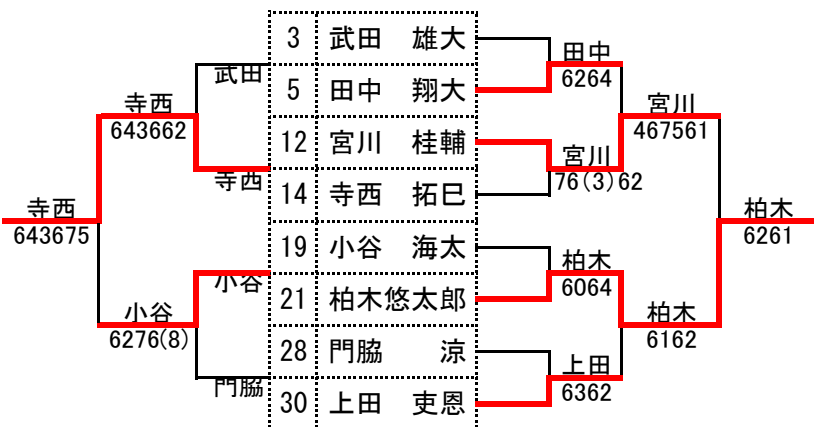 3 武田 雄大
5 田中 翔大
12 宮川 桂輔
14 寺西 拓巳
19 小谷 海太
21 柏木悠太郎
28 門脇 涼
30 上田 吏恩
武田
寺西
643662
寺西
寺西
643675
小谷
小谷
6276(8)
門脇
田中
6264
宮川
467561
宮川
76(3)62
柏木
6261
柏木
6064
柏木
6162
上田
6362